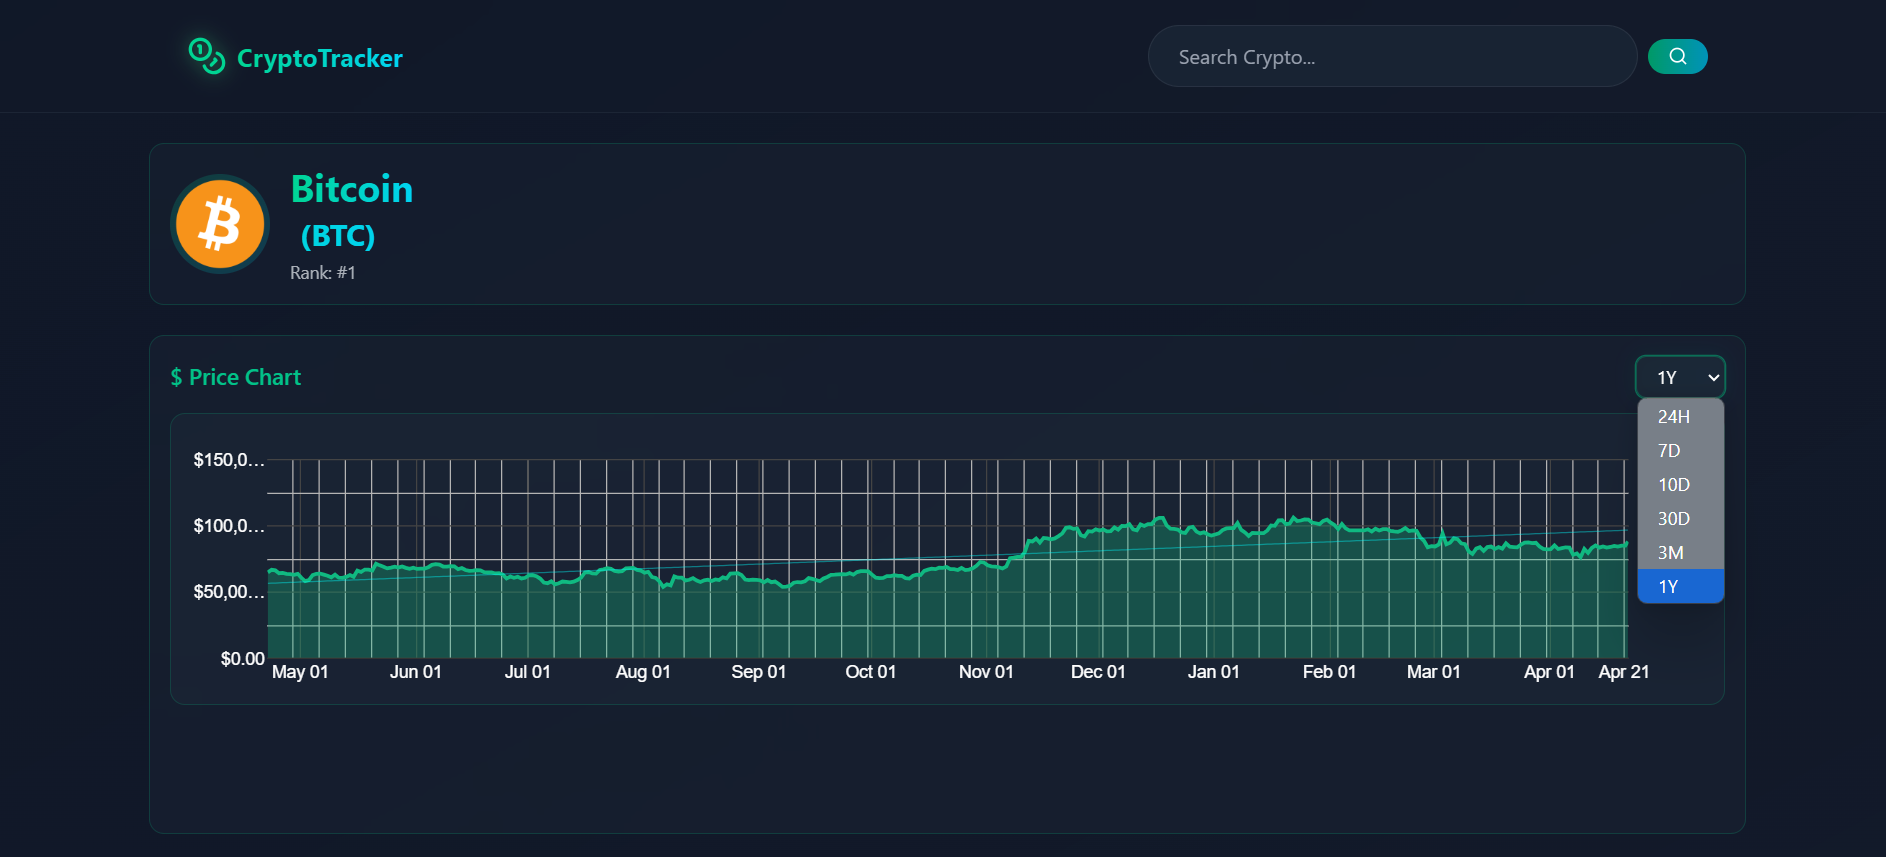 CryptoTracker
Search Crypto...
Bitcoin
(BTC)
Rank: #1
$ Price Chart
1Y
24H
7D
10D
30D
3M
1Y
$150,0...
$100,0...
$50,00...
$0.00
May 01 Jun 01 Jul 01 Aug 01 Sep 01 Oct 01 Nov 01 Dec 01 Jan 01 Feb 01 Mar 01 Apr 01 Apr 21